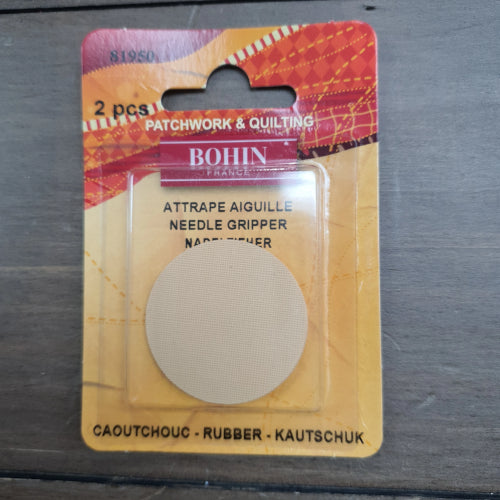 81950
2 pcs
PATCHWORK & QUILTING
BOHIN
FRANCE
ATTRAPE AIGUILLE
NEEDLE GRIPPER
CAOUTCHOUC - RUBBER - KAUTSCHUK